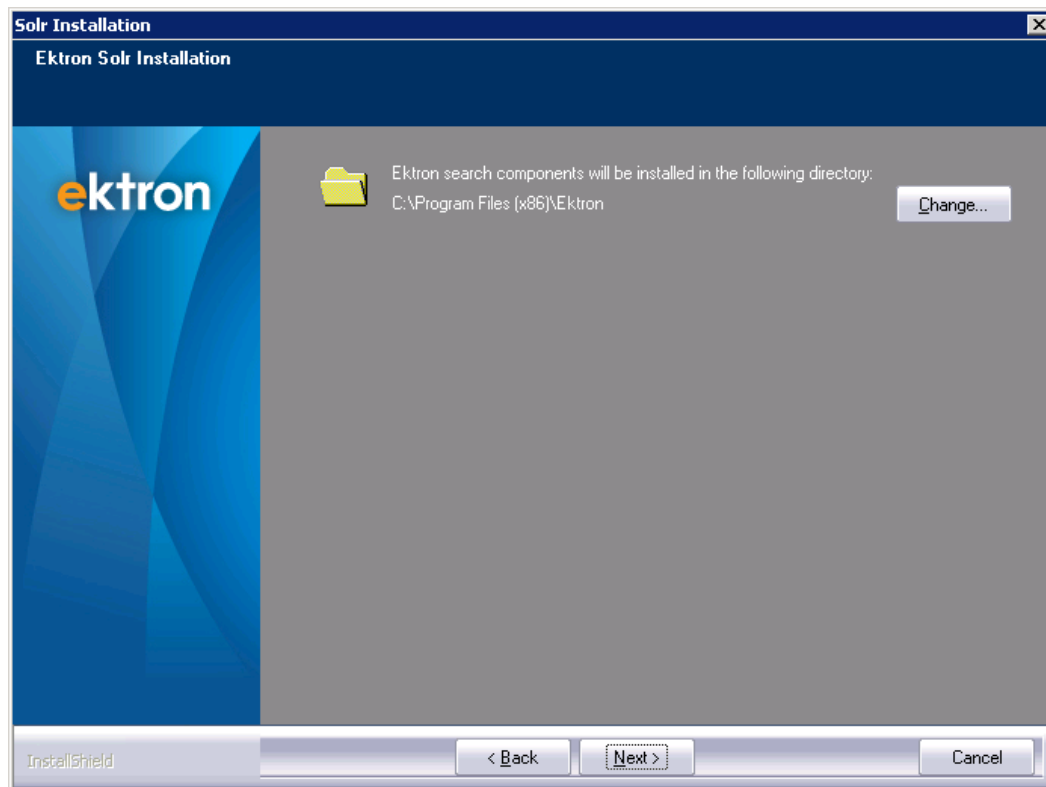 Solr Installation
Ektron Solr Installation
ektron
Ektron search components will be installed in the following directory:
C:\Program Files (x86)\Ektron
Change...
InstallShield
< Back
Next >
Cancel